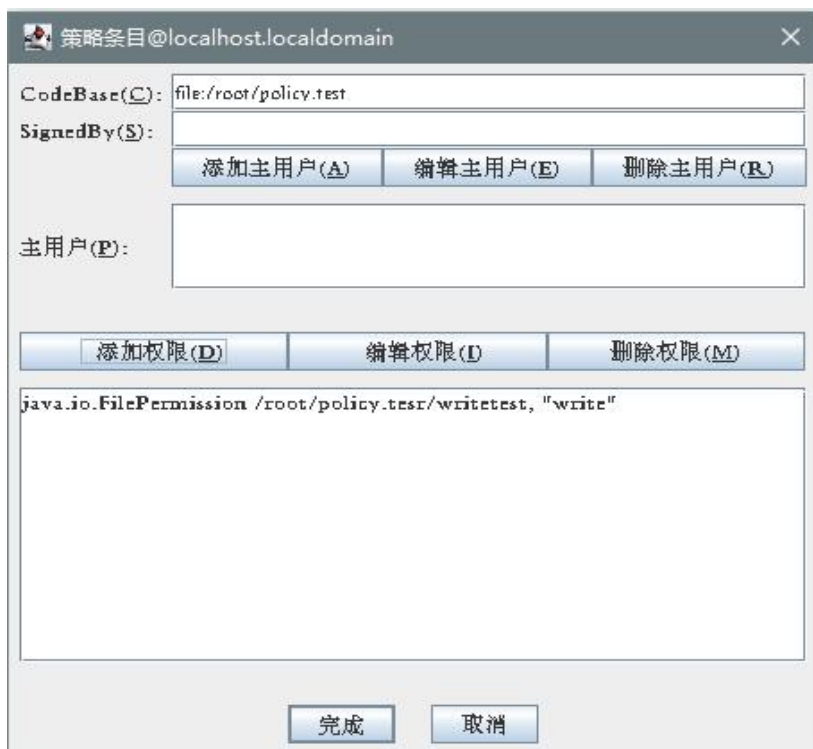 策略条目@localhost.localdomain
CodeBase(C): file:/root/policy.test
SignedBy(S):
添加主用户(A) 编辑主用户(E) 删除主用户(R)
主用户(P):
添加权限(D) 编辑权限(I) 删除权限(M)
java.io.FilePermission /root/policy.tesr/writetest, "write"
完成 取消